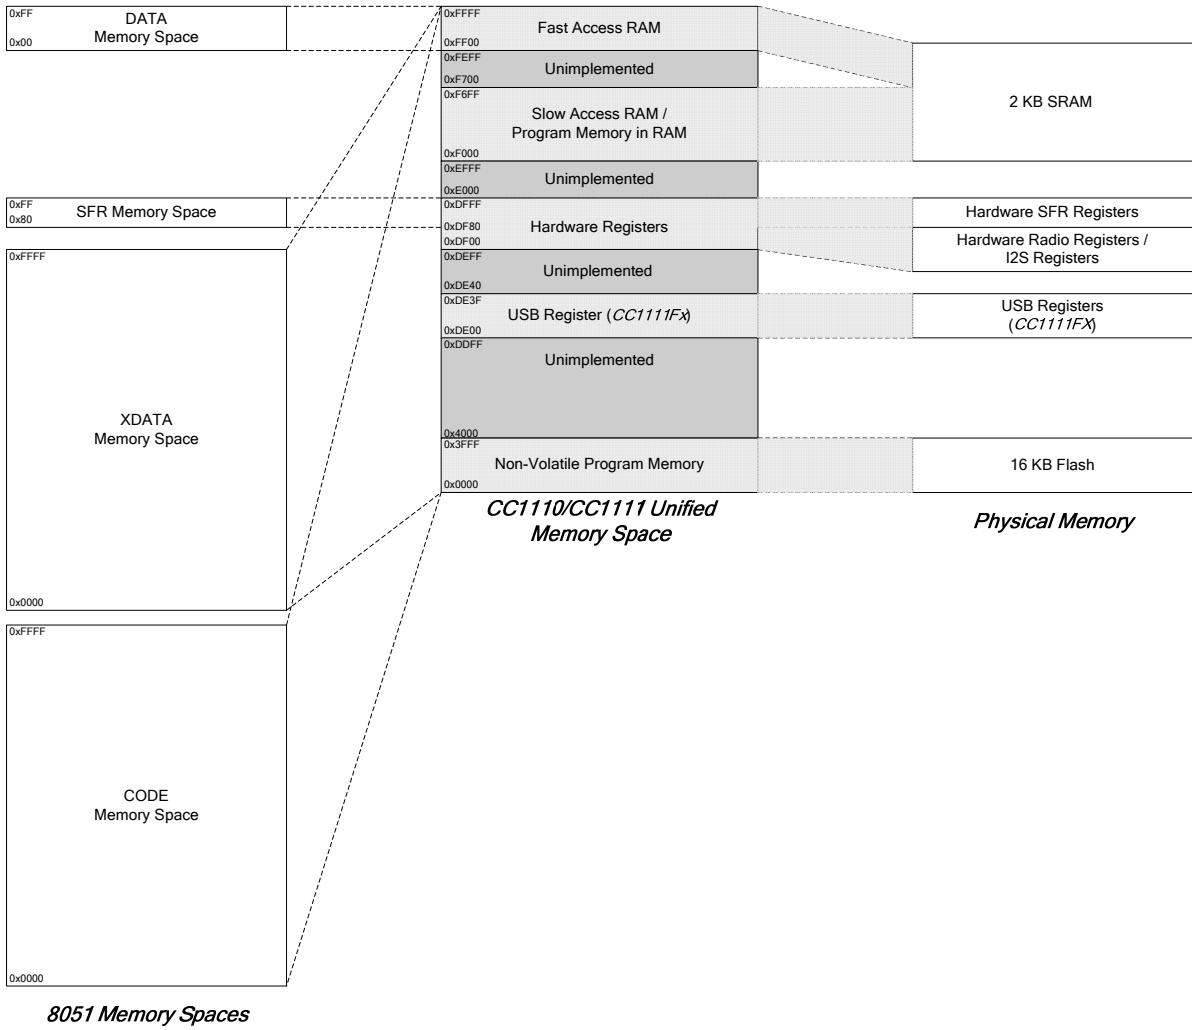 0xFF
DATA
Memory Space
0x00
0xFF
SFR Memory Space
0x80
0xFFFF
XDATA
Memory Space
0x0000
0xFFFF
CODE
Memory Space
0x0000
8051 Memory Spaces
0xFFFF
Fast Access RAM
0xFF00
0xFEFF
Unimplemented
0xF700
0xF6FF
Slow Access RAM /
Program Memory in RAM
0xF000
0xEFFF
Unimplemented
0xE000
0xDFFF
0xDF80
Hardware Registers
0xDF00
0xDEFF
Unimplemented
0xDE40
0xDE3F
USB Register (CC1111Fx)
0xDE00
0xDDFF
Unimplemented
0x4000
0x3FFF
Non-Volatile Program Memory
0x0000
CC1110/CC1111 Unified
Memory Space
2 KB SRAM
Hardware SFR Registers
Hardware Radio Registers /
I2S Registers
USB Registers
(CC1111FX)
16 KB Flash
Physical Memory